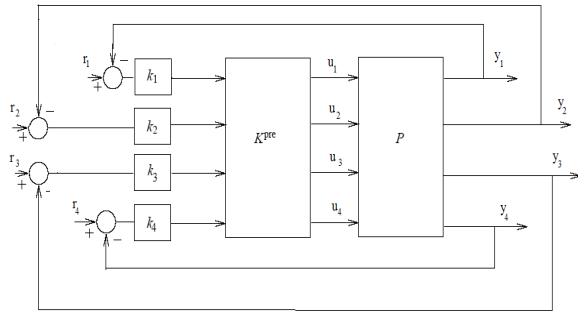 r1 + − k1 u1 y1
r2 + − k2 u2 y2
Kpre P
r3 + - k3 u3 y3
r4 + − k4 u4 y4